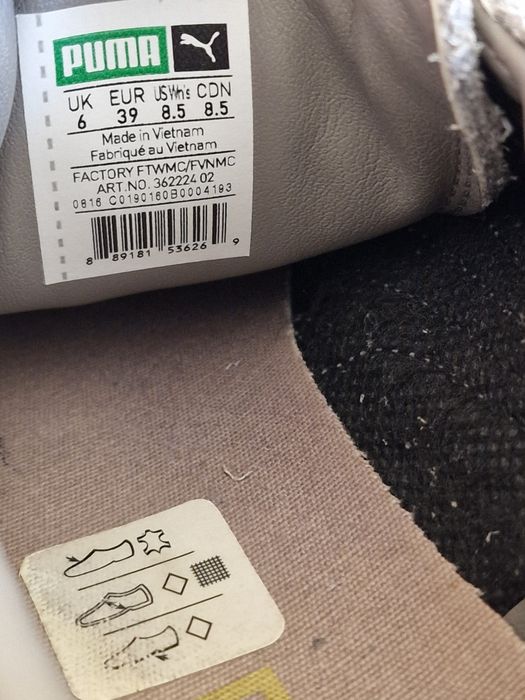 PUMA
UK EUR US Wn's CDN
6 39 8.5 8.5
Made in Vietnam
Fabriqué au Vietnam
FACTORY FTWMC/FVNMC
ART.NO. 362224 02
0816 C0190160B0004193
8 89181 53626 9